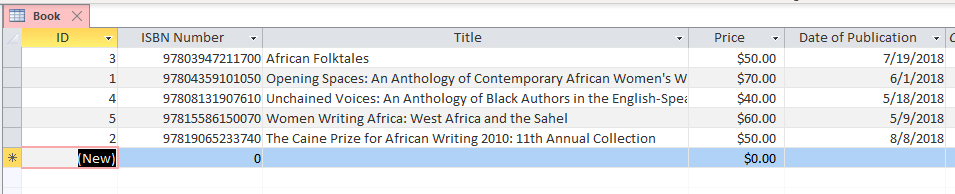 Book
ID ISBN Number Title Price Date of Publication
3 97803947211700 African Folktales $50.00 7/19/2018
1 97804359101050 Opening Spaces: An Anthology of Contemporary African Women's W $70.00 6/1/2018
4 97808131907610 Unchained Voices: An Anthology of Black Authors in the English-Spea $40.00 5/18/2018
5 97815586150070 Women Writing Africa: West Africa and the Sahel $60.00 5/9/2018
2 97819065233740 The Caine Prize for African Writing 2010: 11th Annual Collection $50.00 8/8/2018
(New) 0 $0.00